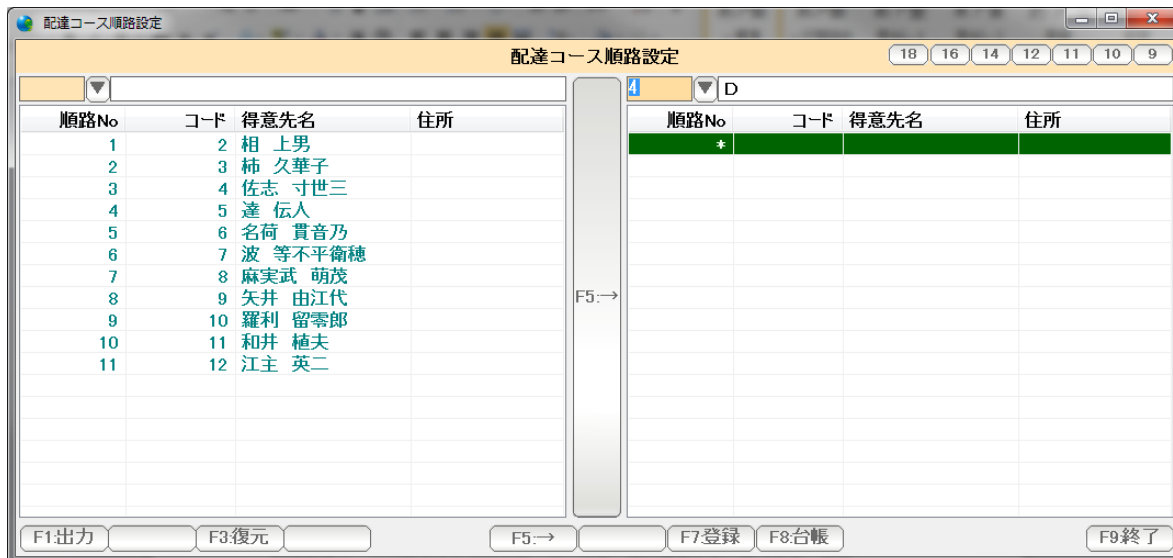 配達コース順路設定
配達コース順路設定 18 16 14 12 11 10 9
4 D
順路No コード 得意先名 住所 順路No コード 得意先名 住所
1 2 相 上男 *
2 3 柿 久華子
3 4 佐志 寸世三
4 5 達 伝人
5 6 名荷 貫音乃
6 7 波 等不平衛穂
7 8 麻実武 萌茂
8 9 矢井 由江代
F5:→
9 10 羅利 留零郎
10 11 和井 植夫
11 12 江主 英二
F1:出力 F3:復元 F5:→ F7:登録 F8:台帳 F9:終了